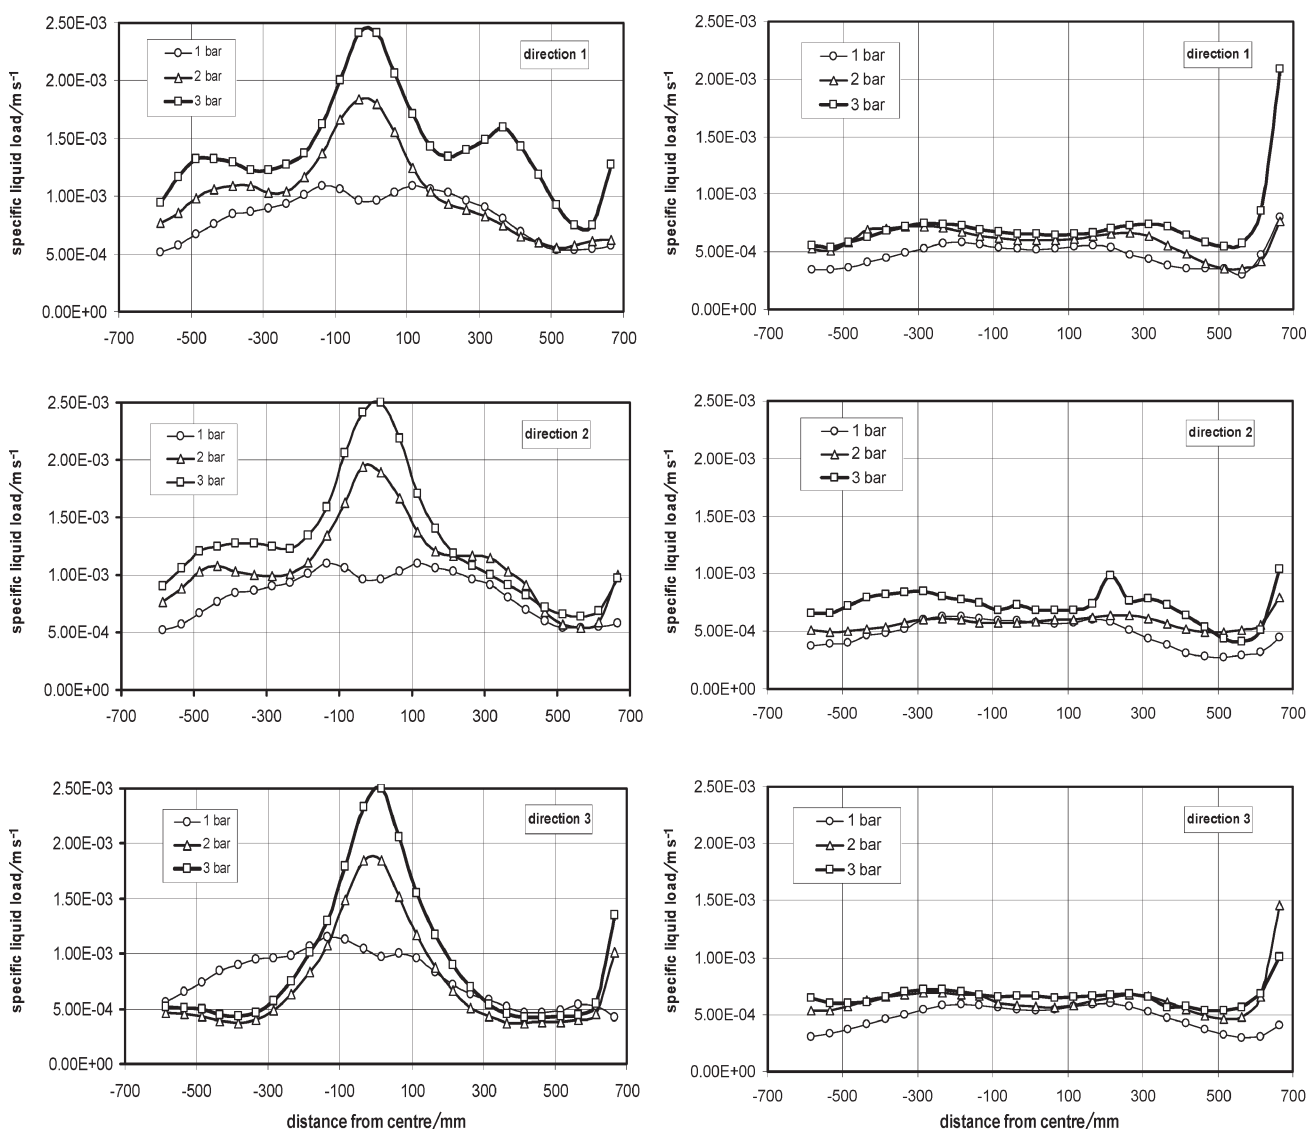 2.50E-03
2.00E-03
1.50E-03
1.00E-03
5.00E-04
0.00E+00
specific liquid load/m s-1
1 bar
2 bar
3 bar
direction 1
-700 -500 -300 -100 100 300 500 700
2.50E-03
2.00E-03
1.50E-03
1.00E-03
5.00E-04
0.00E+00
specific liquid load/m s-1
1 bar
2 bar
3 bar
direction 1
-700 -500 -300 -100 100 300 500 700
2.50E-03
2.00E-03
1.50E-03
1.00E-03
5.00E-04
0.00E+00
specific liquid load/m s-1
1 bar
2 bar
3 bar
direction 2
-700 -500 -300 -100 100 300 500 700
2.50E-03
2.00E-03
1.50E-03
1.00E-03
5.00E-04
0.00E+00
specific liquid load/m s-1
1 bar
2 bar
3 bar
direction 2
-700 -500 -300 -100 100 300 500 700
2.50E-03
2.00E-03
1.50E-03
1.00E-03
5.00E-04
0.00E+00
specific liquid load/m s-1
1 bar
2 bar
3 bar
direction 3
-700 -500 -300 -100 100 300 500 700
distance from centre/mm
2.50E-03
2.00E-03
1.50E-03
1.00E-03
5.00E-04
0.00E+00
specific liquid load/m s-1
1 bar
2 bar
3 bar
direction 3
-700 -500 -300 -100 100 300 500 700
distance from centre/mm